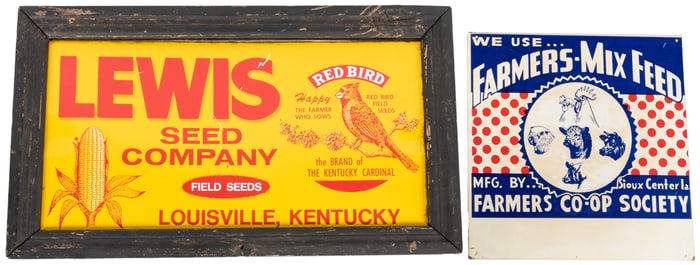 LEWIS
SEED
COMPANY
FIELD SEEDS
LOUISVILLE, KENTUCKY
RED BIRD
Happy
THE FARMER
WHO SOWS
RED BIRD
FIELD
SEEDS
the BRAND of
THE KENTUCKY CARDINAL
WE USE...
FARMERS-MIX FEED
MFG. BY... Sioux Center Ia.
FARMERS CO-OP SOCIETY